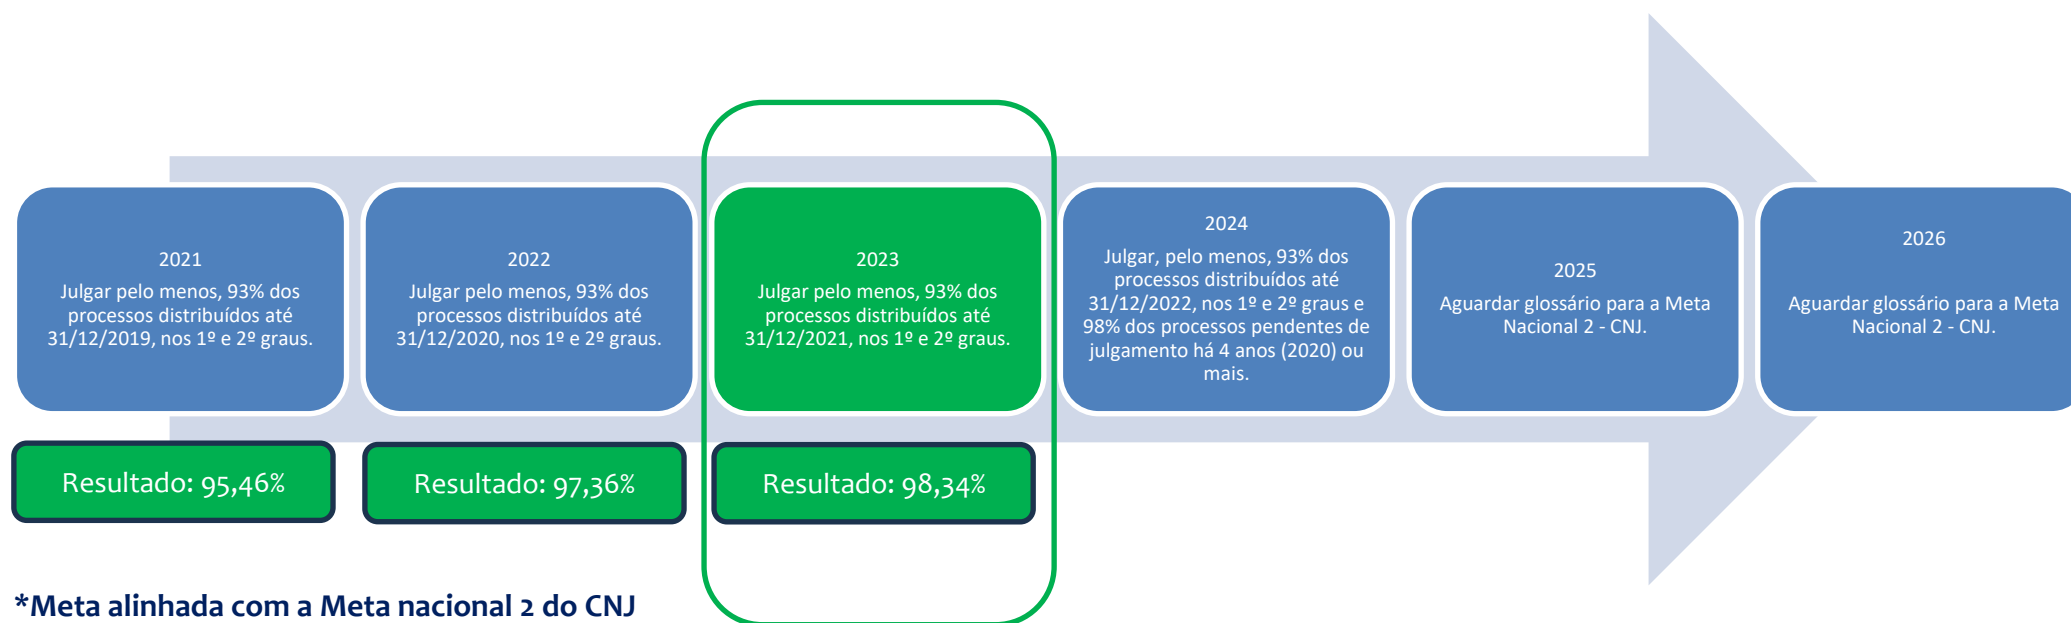 2021
Julgar pelo menos, 93% dos
processos distribuídos até
31/12/2019, nos 1º e 2º graus.
2022
Julgar pelo menos, 93% dos
processos distribuídos até
31/12/2020, nos 1º e 2º graus.
2023
Julgar pelo menos, 93% dos
processos distribuídos até
31/12/2021, nos 1º e 2º graus.
2024
Julgar, pelo menos, 93% dos
processos distribuídos até
31/12/2022, nos 1º e 2º graus e
98% dos processos pendentes de
julgamento há 4 anos (2020) ou
mais.
2025
Aguardar glossário para a Meta
Nacional 2 - CNJ.
2026
Aguardar glossário para a Meta
Nacional 2 - CNJ.
Resultado: 95,46%
Resultado: 97,36%
Resultado: 98,34%
*Meta alinhada com a Meta nacional 2 do CNJ